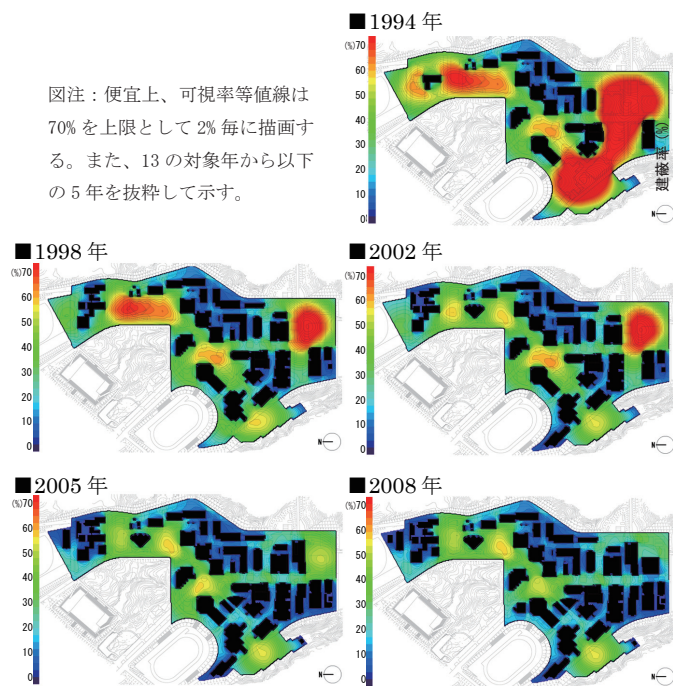 ■1994 年
(%)70
60
50
40
30
20
10
0
建蔽率 (%)
N
図注：便宜上、可視率等値線は
70% を上限として 2% 毎に描画す
る。また、13 の対象年から以下
の 5 年を抜粋して示す。
■1998 年
(%)70
60
50
40
30
20
10
0
N
■2002 年
(%)70
60
50
40
30
20
10
0
N
■2005 年
(%)70
60
50
40
30
20
10
0
N
■2008 年
(%)70
60
50
40
30
20
10
0
N